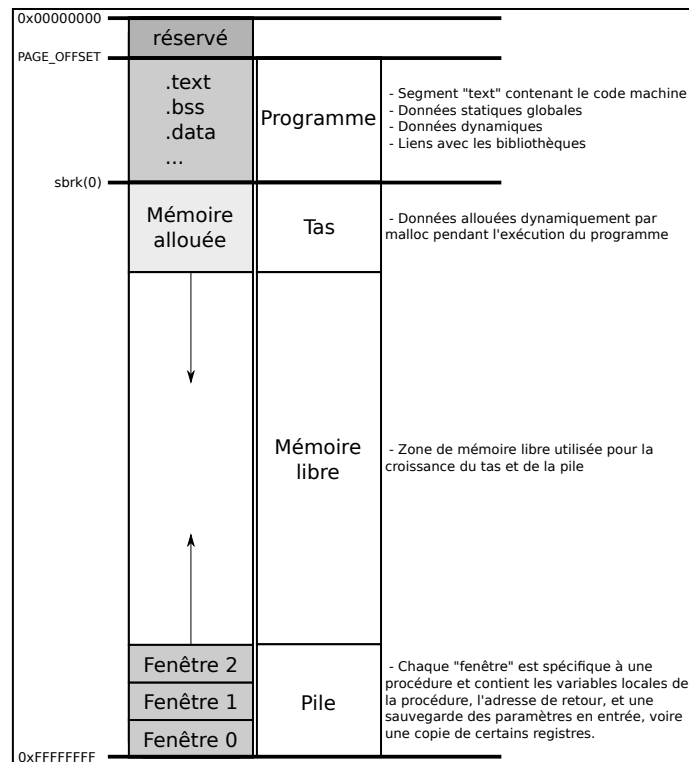 0x00000000
réservé
PAGE_OFFSET
.text
.bss
.data
...
Programme
- Segment "text" contenant le code machine
- Données statiques globales
- Données dynamiques
- Liens avec les bibliothèques
sbrk(0)
Mémoire
allouée
Tas
- Données allouées dynamiquement par
malloc pendant l'exécution du programme
Mémoire
libre
- Zone de mémoire libre utilisée pour la
croissance du tas et de la pile
Fenêtre 2
Fenêtre 1
Fenêtre 0
Pile
- Chaque "fenêtre" est spécifique à une
procédure et contient les variables locales de
la procédure, l'adresse de retour, et une
sauvegarde des paramètres en entrée, voire
une copie de certains registres.
0xFFFFFFFF